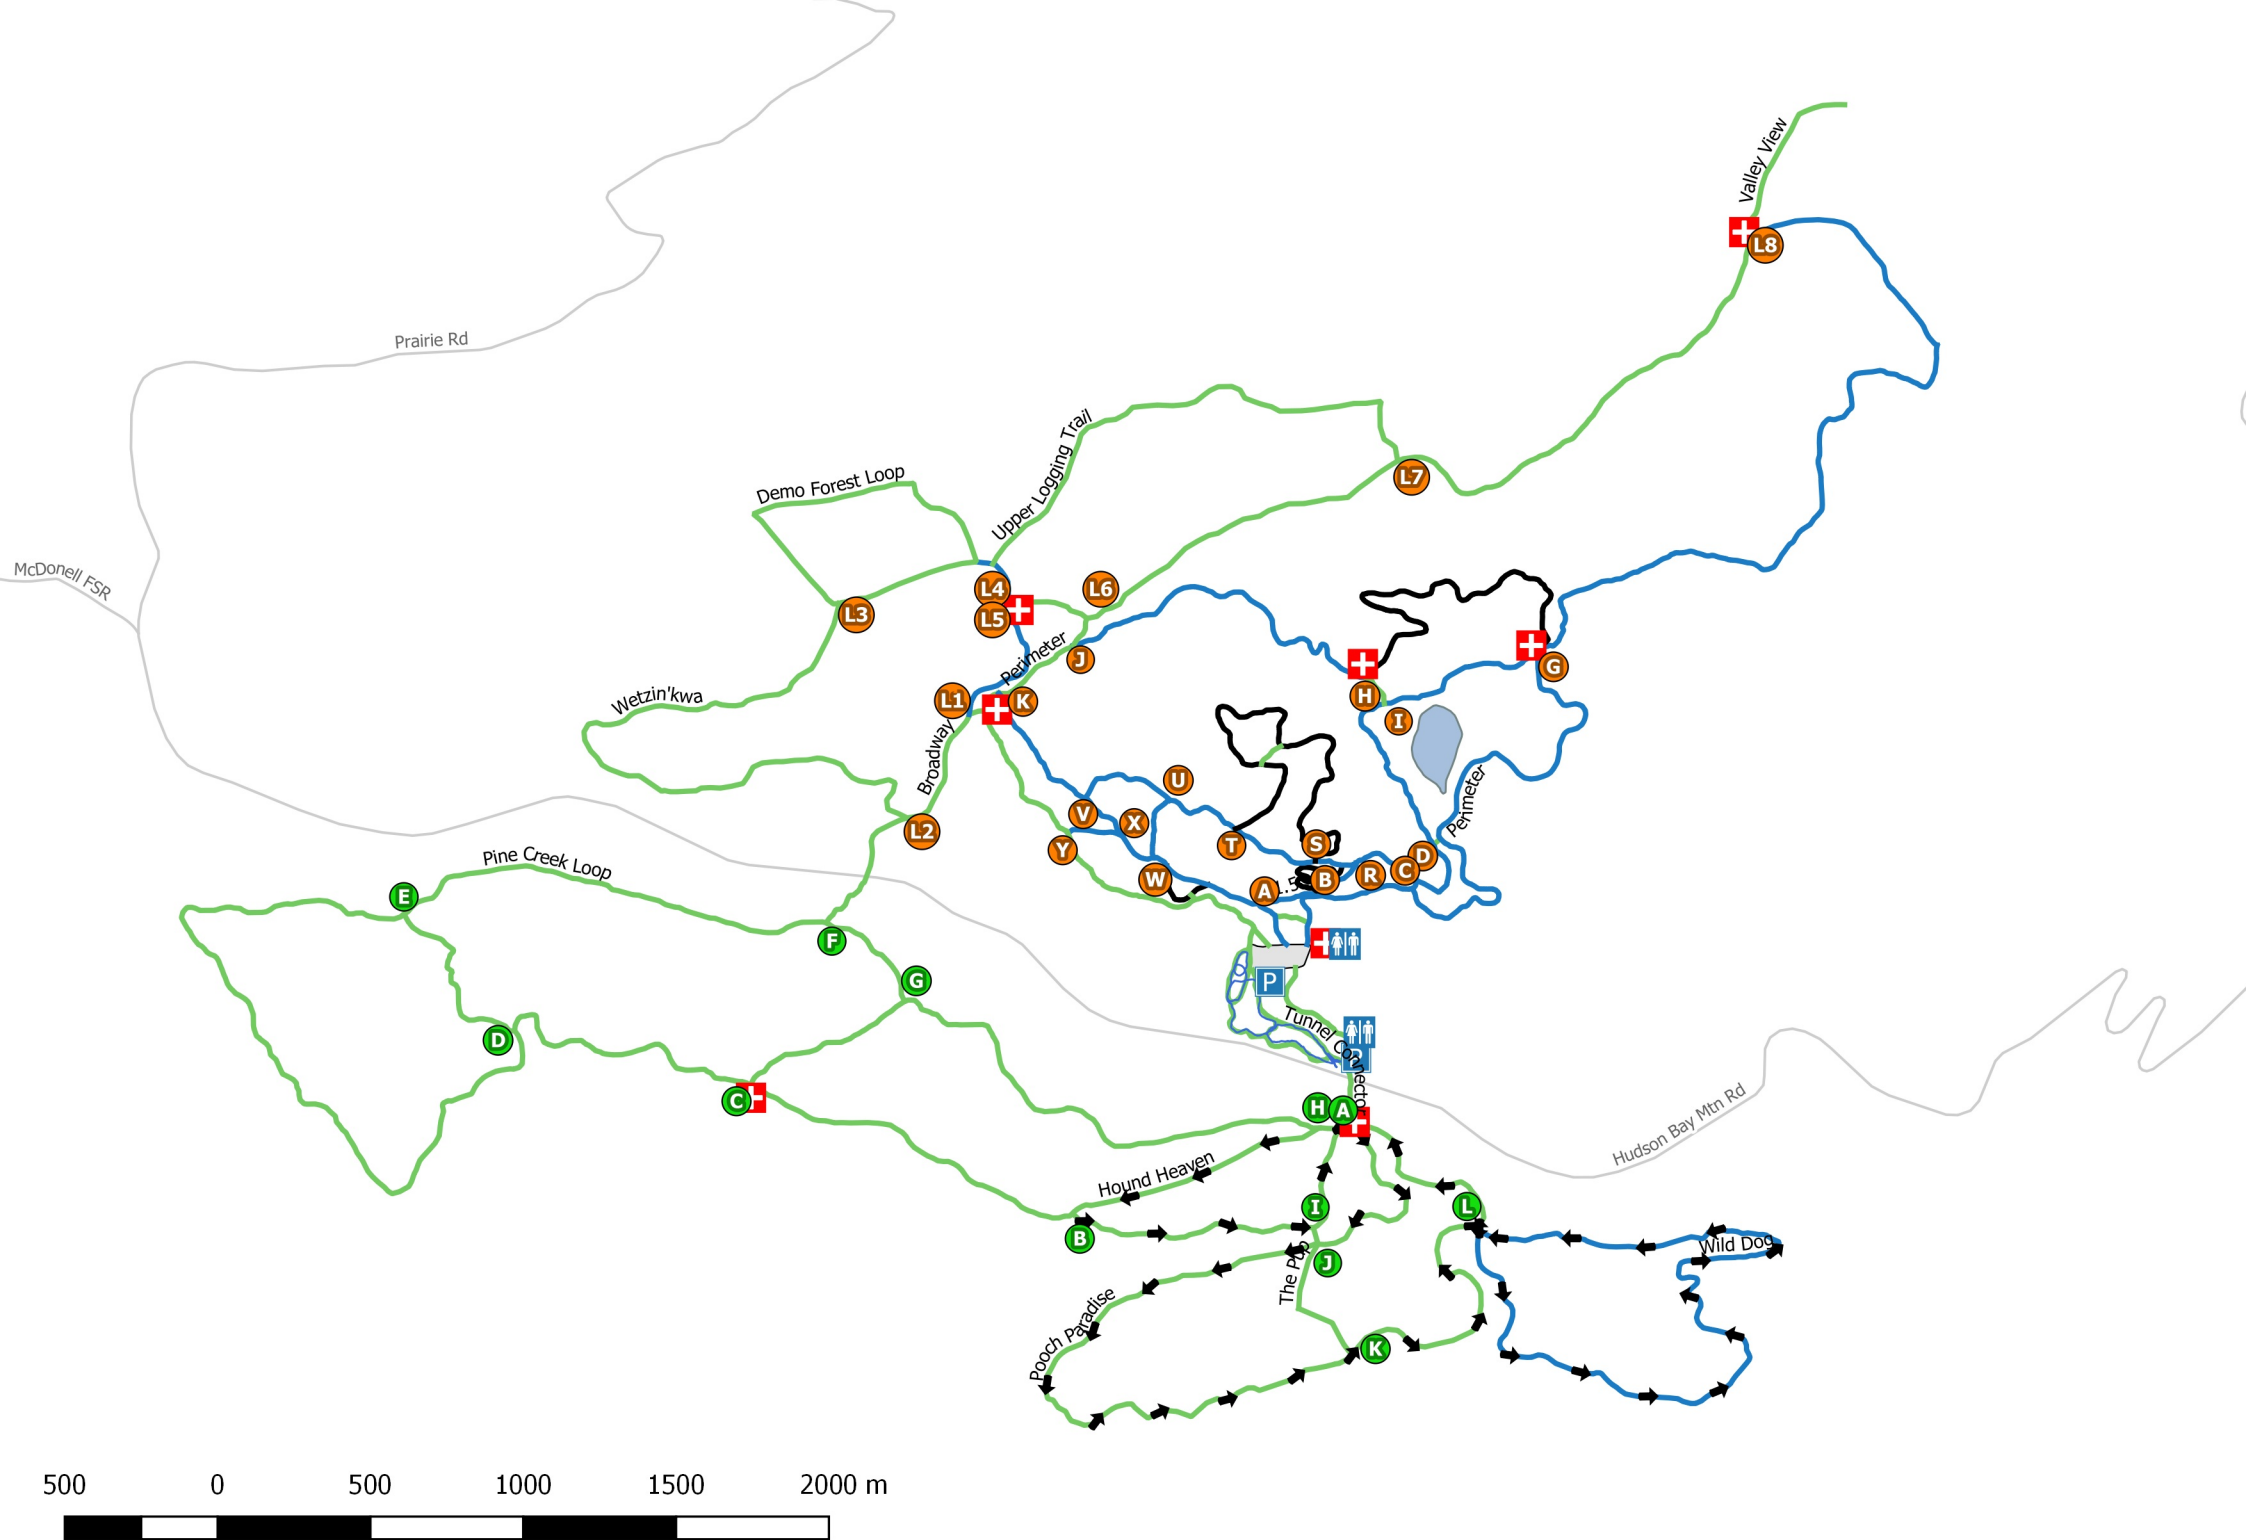 Valley View
L8
Prairie Rd
Upper Logging Trail
Demo Forest Loop
L7
McDonell FSR
L4
L6
L3
L5
Perimeter
J
G
Wetzin'kwa
L1
K
H
I
Broadway
U
Perimeter
V
X
L2
Y
T
S
D
C
R
B
W
A
1.5
Pine Creek Loop
E
F
G
P
Tunnel Connector
D
P
C
H
A
Hudson Bay Mtn Rd
Hound Heaven
I
L
B
Wild Dog
The Pup
J
Pooch Paradise
K
500 0 500 1000 1500 2000 m